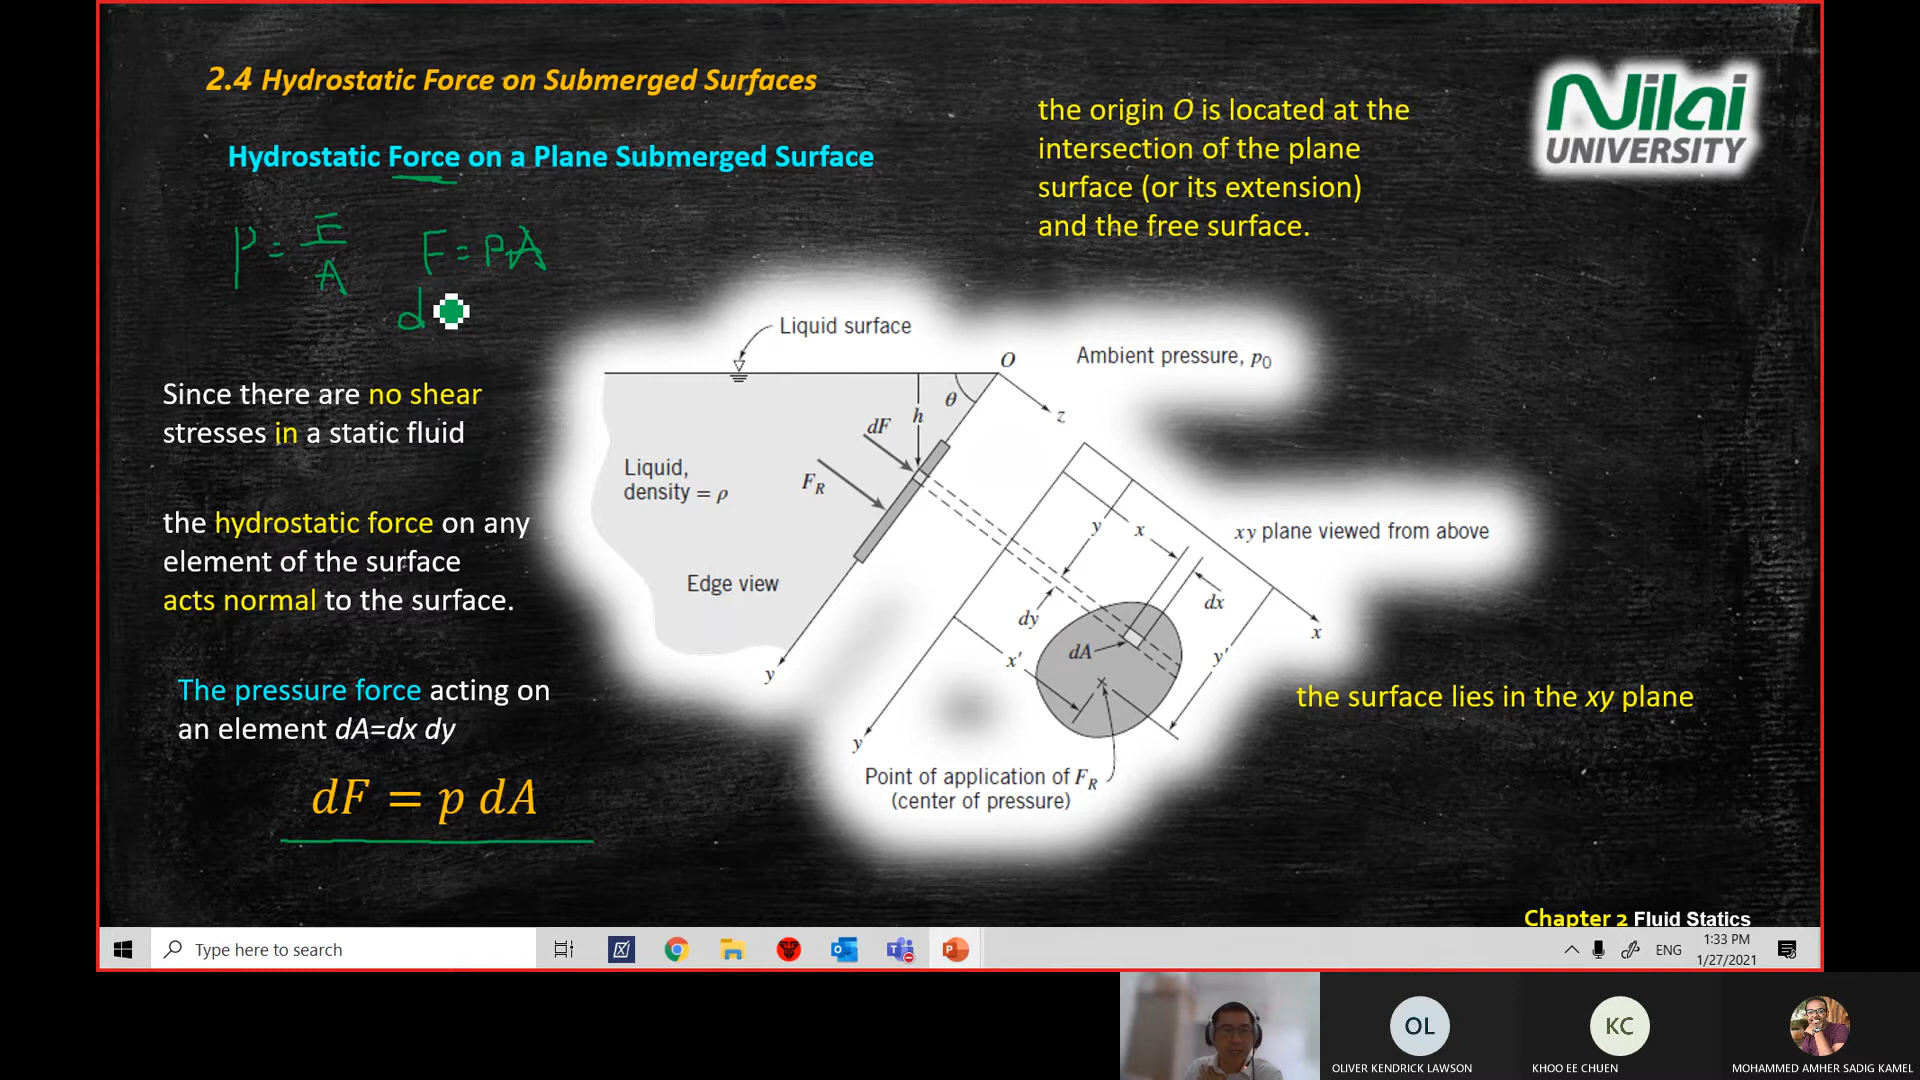 2.4 Hydrostatic Force on Submerged Surfaces
Hydrostatic Force on a Plane Submerged Surface
the origin O is located at the
intersection of the plane
surface (or its extension)
and the free surface.
Nilai
UNIVERSITY
P = F/A
F = P.A
d
Since there are no shear
stresses in a static fluid
the hydrostatic force on any
element of the surface
acts normal to the surface.
The pressure force acting on
an element dA=dx dy
dF = p dA
Liquid surface
O
Ambient pressure, p0
θ
h
z
dF
FR
Liquid,
density = ρ
Edge view
y
y
x
xy plane viewed from above
dx
dy
x
dA
x'
y'
y
Point of application of FR
(center of pressure)
the surface lies in the xy plane
Chapter 2 Fluid Statics
Type here to search
ENG
1:33 PM
1/27/2021
OL
KC
OLIVER KENDRICK LAWSON
KHOO EE CHUEN
MOHAMMED AMHER SADIG KAMEL